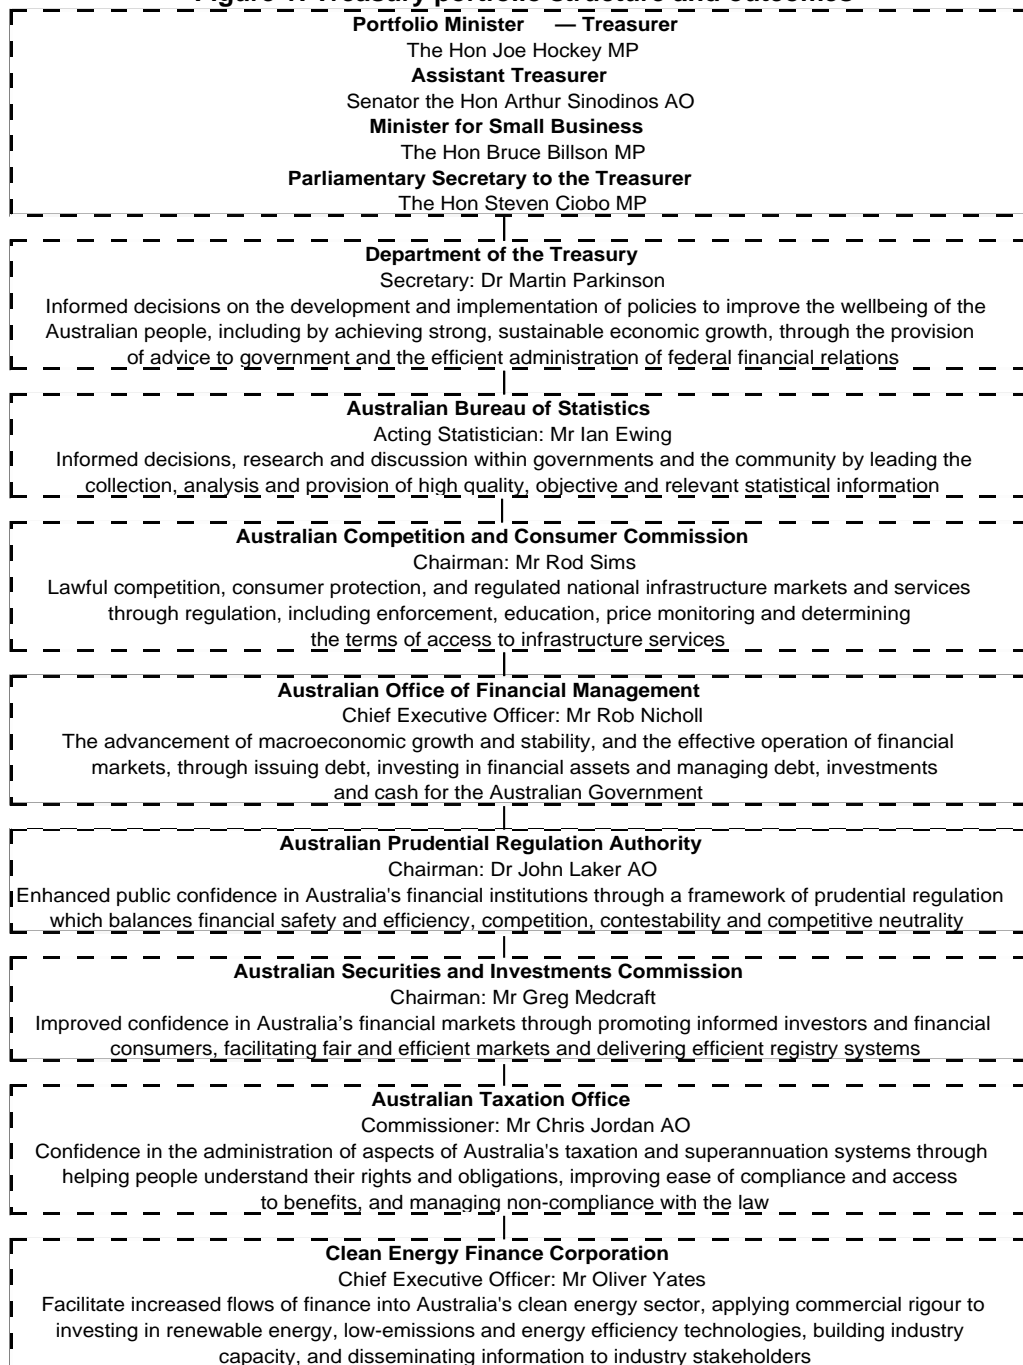 Figure 1: Treasury portfolio structure and outcomes
Portfolio Minister — Treasurer
The Hon Joe Hockey MP
Assistant Treasurer
Senator the Hon Arthur Sinodinos AO
Minister for Small Business
The Hon Bruce Billson MP
Parliamentary Secretary to the Treasurer
The Hon Steven Ciobo MP
Department of the Treasury
Secretary: Dr Martin Parkinson
Informed decisions on the development and implementation of policies to improve the wellbeing of the
Australian people, including by achieving strong, sustainable economic growth, through the provision
of advice to government and the efficient administration of federal financial relations
Australian Bureau of Statistics
Acting Statistician: Mr Ian Ewing
Informed decisions, research and discussion within governments and the community by leading the
collection, analysis and provision of high quality, objective and relevant statistical information
Australian Competition and Consumer Commission
Chairman: Mr Rod Sims
Lawful competition, consumer protection, and regulated national infrastructure markets and services
through regulation, including enforcement, education, price monitoring and determining
the terms of access to infrastructure services
Australian Office of Financial Management
Chief Executive Officer: Mr Rob Nicholl
The advancement of macroeconomic growth and stability, and the effective operation of financial
markets, through issuing debt, investing in financial assets and managing debt, investments
and cash for the Australian Government
Australian Prudential Regulation Authority
Chairman: Dr John Laker AO
Enhanced public confidence in Australia's financial institutions through a framework of prudential regulation
which balances financial safety and efficiency, competition, contestability and competitive neutrality
Australian Securities and Investments Commission
Chairman: Mr Greg Medcraft
Improved confidence in Australia’s financial markets through promoting informed investors and financial
consumers, facilitating fair and efficient markets and delivering efficient registry systems
Australian Taxation Office
Commissioner: Mr Chris Jordan AO
Confidence in the administration of aspects of Australia's taxation and superannuation systems through
helping people understand their rights and obligations, improving ease of compliance and access
to benefits, and managing non-compliance with the law
Clean Energy Finance Corporation
Chief Executive Officer: Mr Oliver Yates
Facilitate increased flows of finance into Australia's clean energy sector, applying commercial rigour to
investing in renewable energy, low-emissions and energy efficiency technologies, building industry
capacity, and disseminating information to industry stakeholders